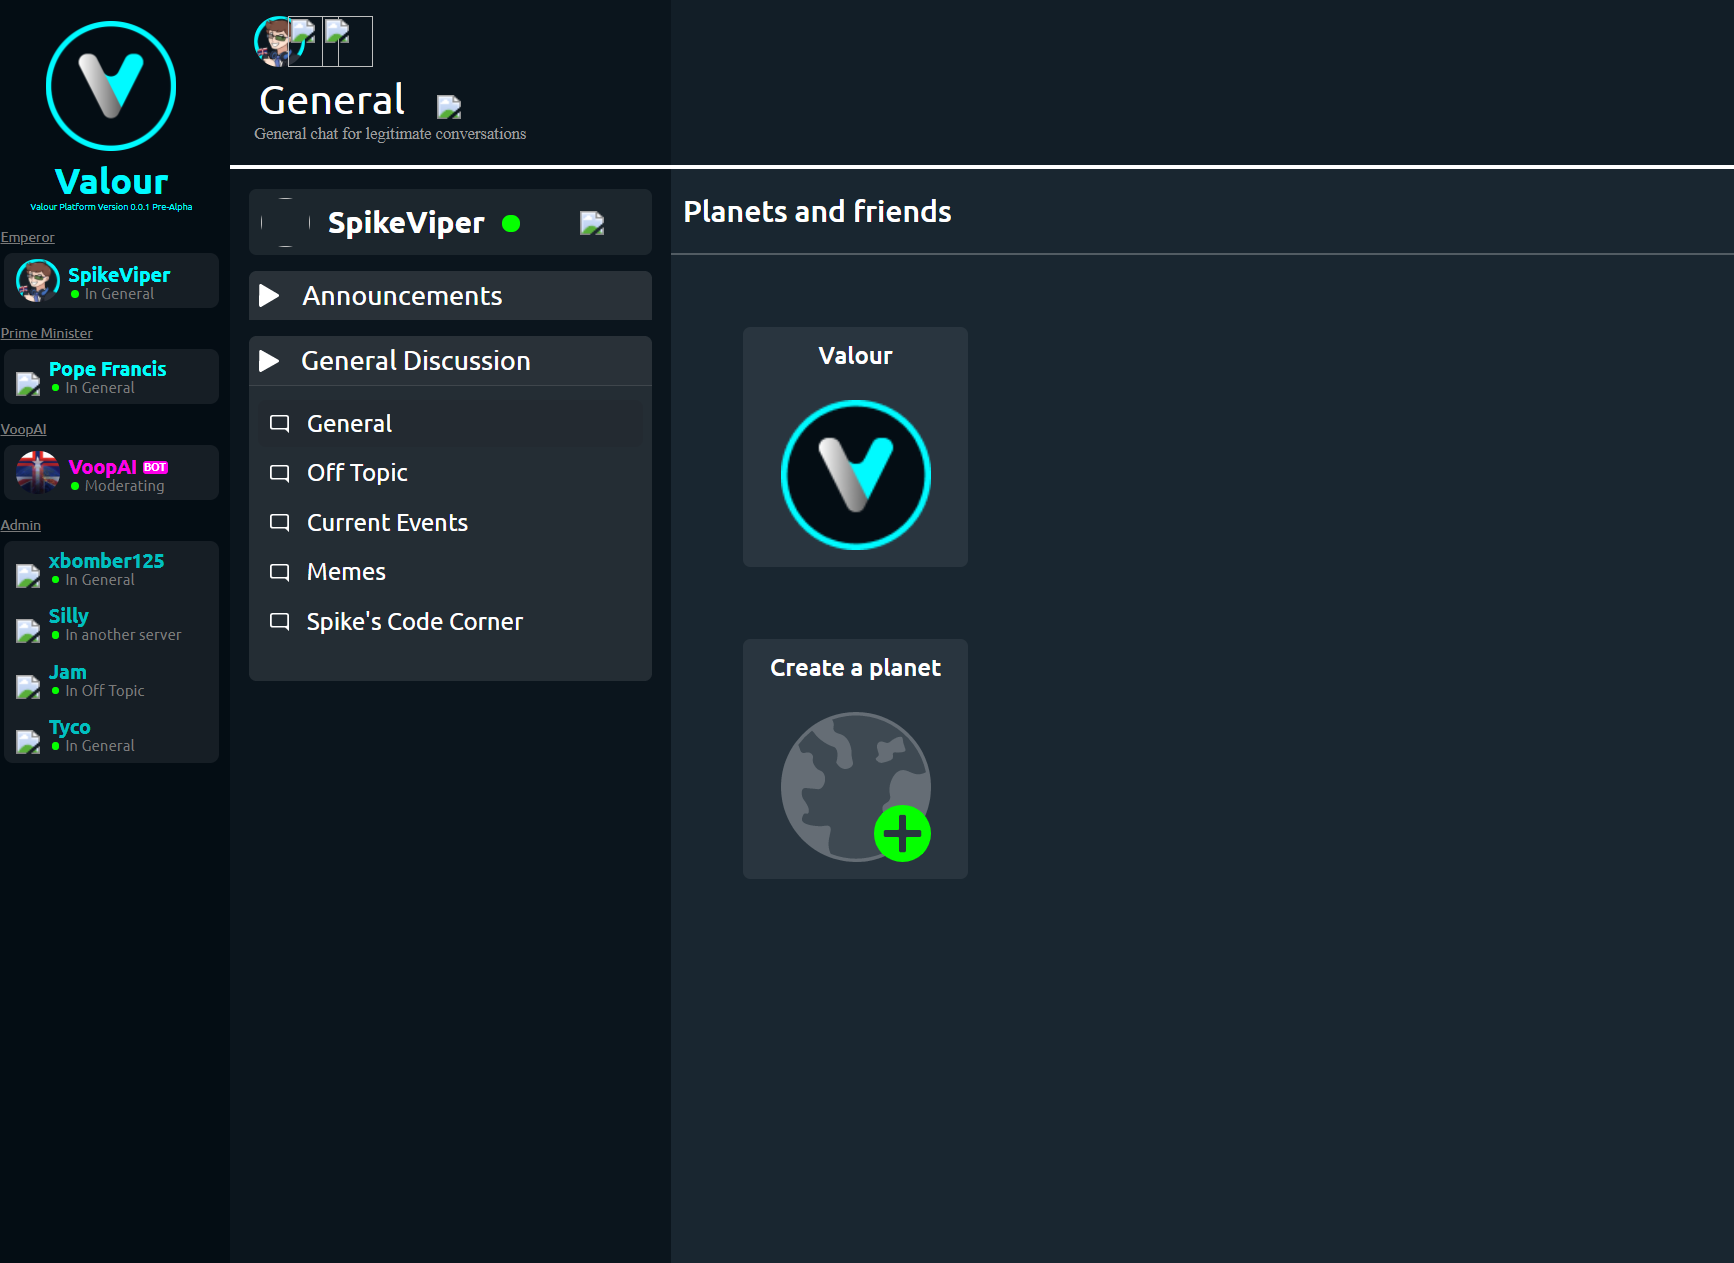 Valour
Valour Platform Version 0.0.1 Pre-Alpha
Emperor
SpikeViper
In General
Prime Minister
Pope Francis
In General
VoopAI
VoopAI BOT
Moderating
Admin
xbomber125
In General
Silly
In another server
Jam
In Off Topic
Tyco
In General
General
General chat for legitimate conversations
SpikeViper
Announcements
General Discussion
General
Off Topic
Current Events
Memes
Spike's Code Corner
Planets and friends
Valour
Create a planet